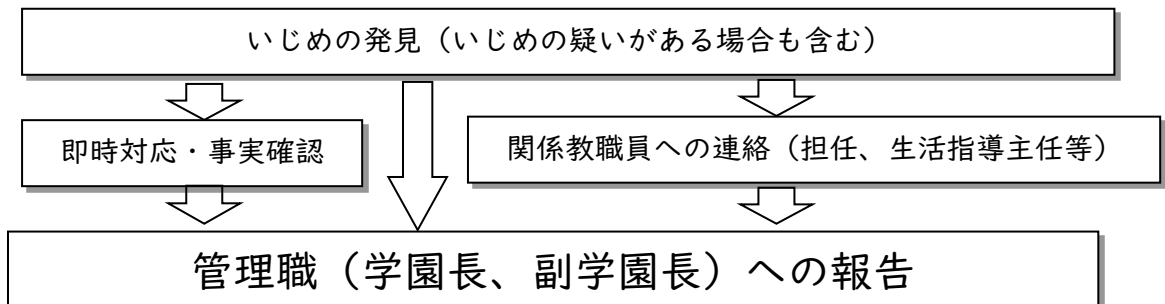 いじめの発見（いじめの疑いがある場合も含む）
即時対応・事実確認
関係教職員への連絡（担任、生活指導主任等）
管理職（学園長、副学園長）への報告